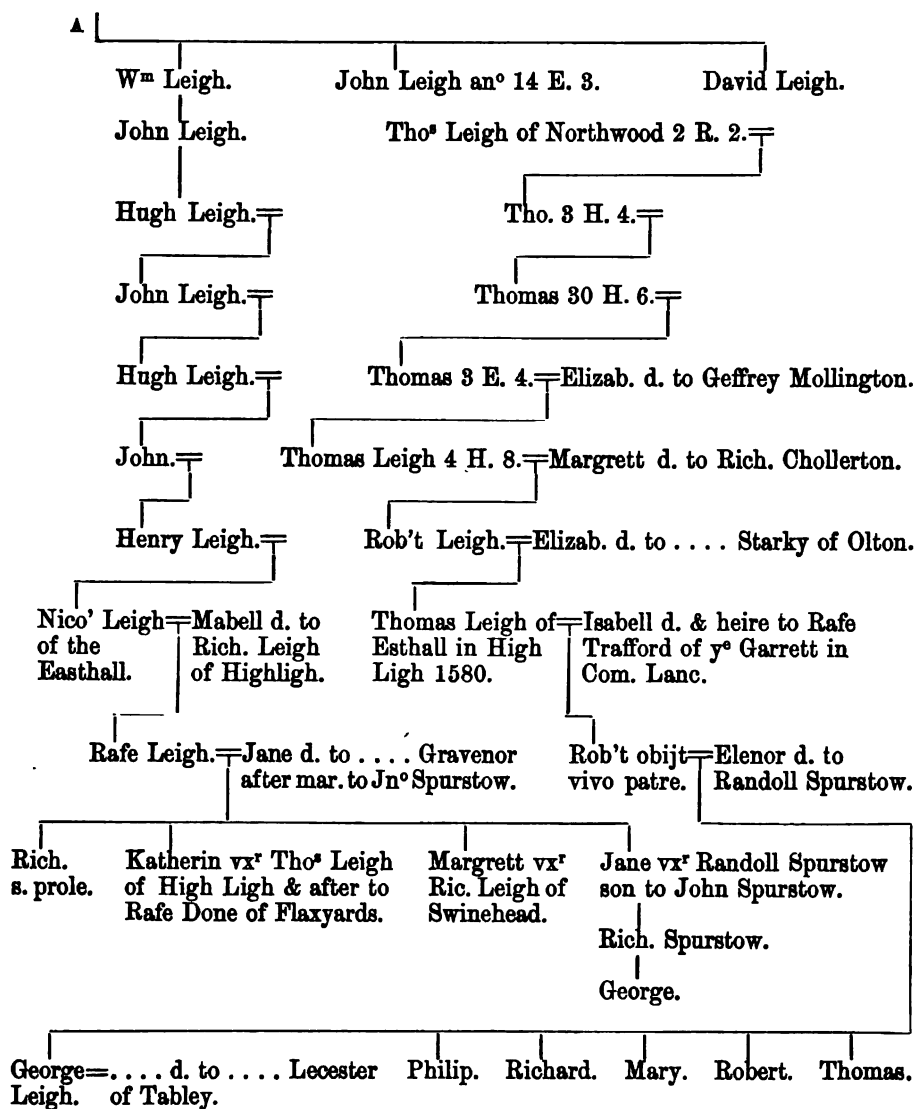 A
Wᵐ Leigh. John Leigh anº 14 E. 3. David Leigh.
John Leigh. Thoˢ Leigh of Northwood 2 R. 2.
Hugh Leigh. Tho. 3 H. 4.
John Leigh. Thomas 30 H. 6.
Hugh Leigh. Thomas 3 E. 4.=Elizab. d. to Geffrey Mollington.
John. Thomas Leigh 4 H. 8.=Margrett d. to Rich. Chollerton.
Henry Leigh. Rob't Leigh.=Elizab. d. to . . . . Starky of Olton.
Nico' Leigh=Mabell d. to Thomas Leigh of=Isabell d. & heire to Rafe
of the Rich. Leigh Esthall in High Trafford of yᵉ Garrett in
Easthall. of Highligh. Ligh 1580. Com. Lanc.
Rafe Leigh.=Jane d. to . . . . Gravenor Rob't obijt=Elenor d. to
after mar. to Jnº Spurstow. vivo patre. Randoll Spurstow.
Rich. Katherin vxʳ Thoˢ Leigh Margrett vxʳ Jane vxʳ Randoll Spurstow
s. prole. of High Ligh & after to Ric. Leigh of son to John Spurstow.
Rafe Done of Flaxyards. Swinehead.
Rich. Spurstow.
George.
George=. . . . d. to . . . . Lecester Philip. Richard. Mary. Robert. Thomas.
Leigh. of Tabley.